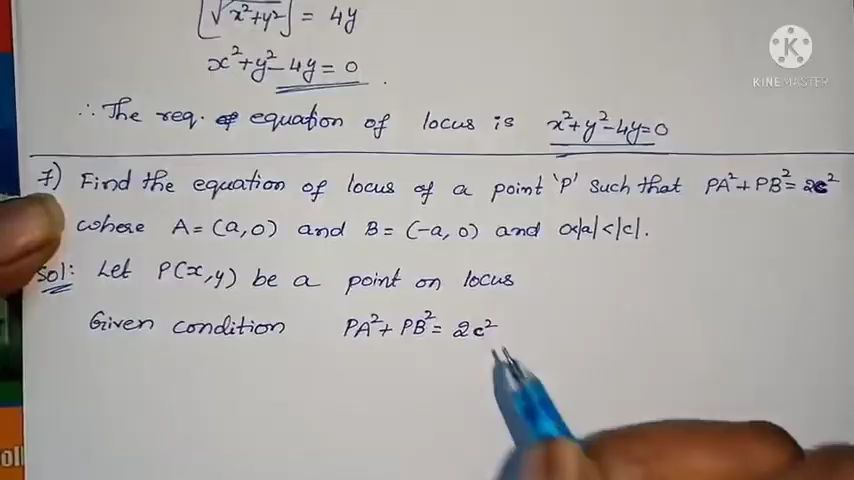 [√x²+y²] = 4y
x²+y²-4y=0
K
KINEMASTER
∴ The req. equation of locus is x²+y²-4y=0
7) Find the equation of locus of a point 'P' such that PA²+PB²=2c²
where A=(a,0) and B=(-a,0) and 0<|a|<|c|.
Sol: Let P(x,y) be a point on locus
Given condition PA²+PB²=2c²
oll